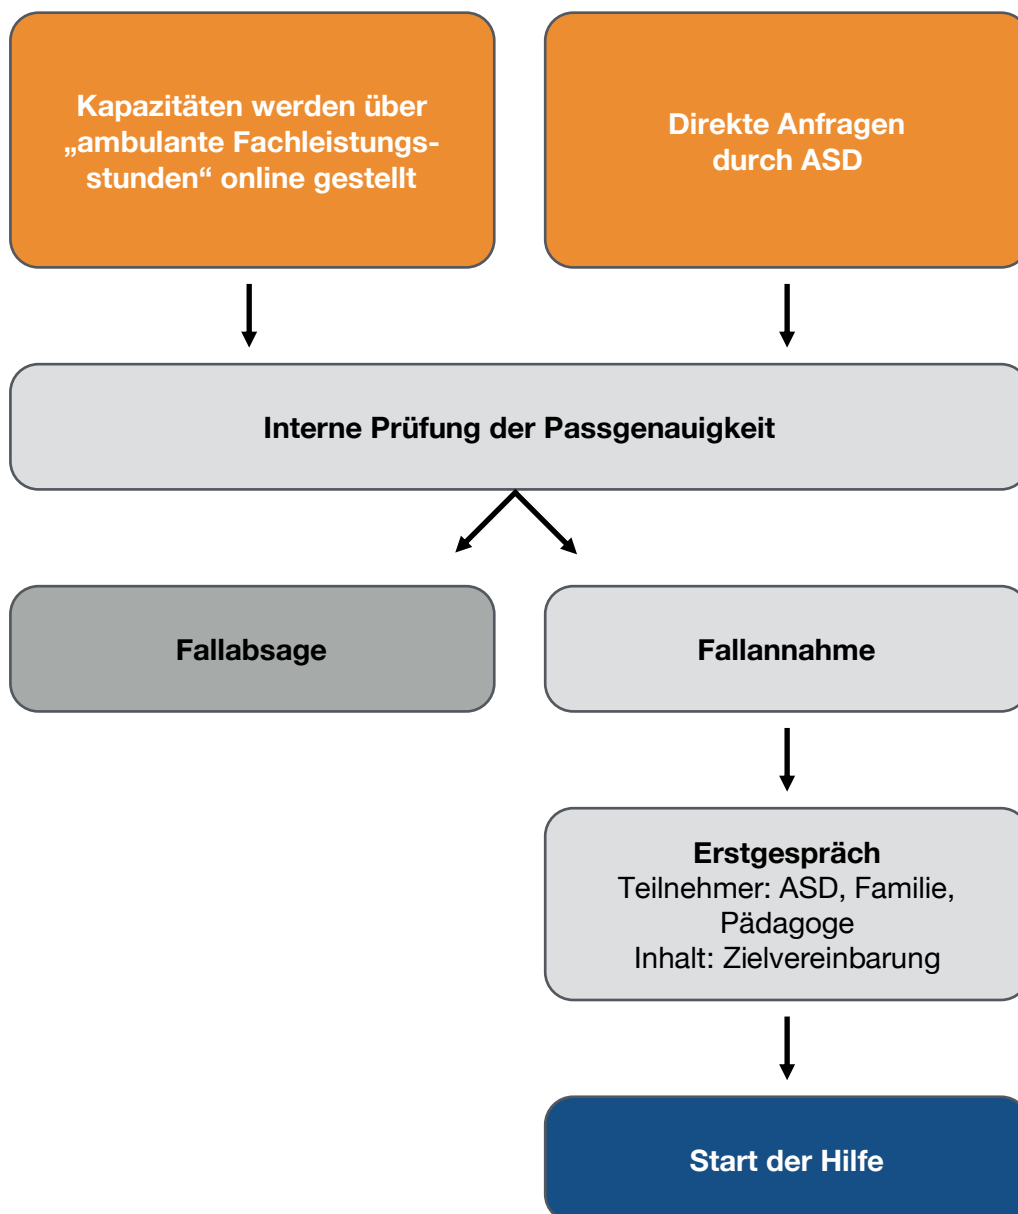 Kapazitäten werden über
„ambulante Fachleistungs-
stunden“ online gestellt
Direkte Anfragen
durch ASD
Interne Prüfung der Passgenauigkeit
Fallabsage
Fallannahme
Erstgespräch
Teilnehmer: ASD, Familie,
Pädagoge
Inhalt: Zielvereinbarung
Start der Hilfe